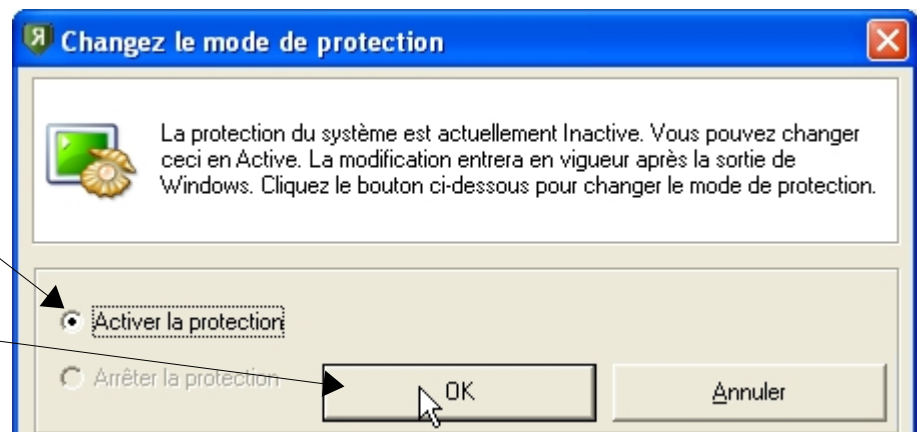 Changez le mode de protection
La protection du système est actuellement Inactive. Vous pouvez changer
ceci en Active. La modification entrera en vigueur après la sortie de
Windows. Cliquez le bouton ci-dessous pour changer le mode de protection.
Activer la protection
Arrêter la protection
OK
Annuler